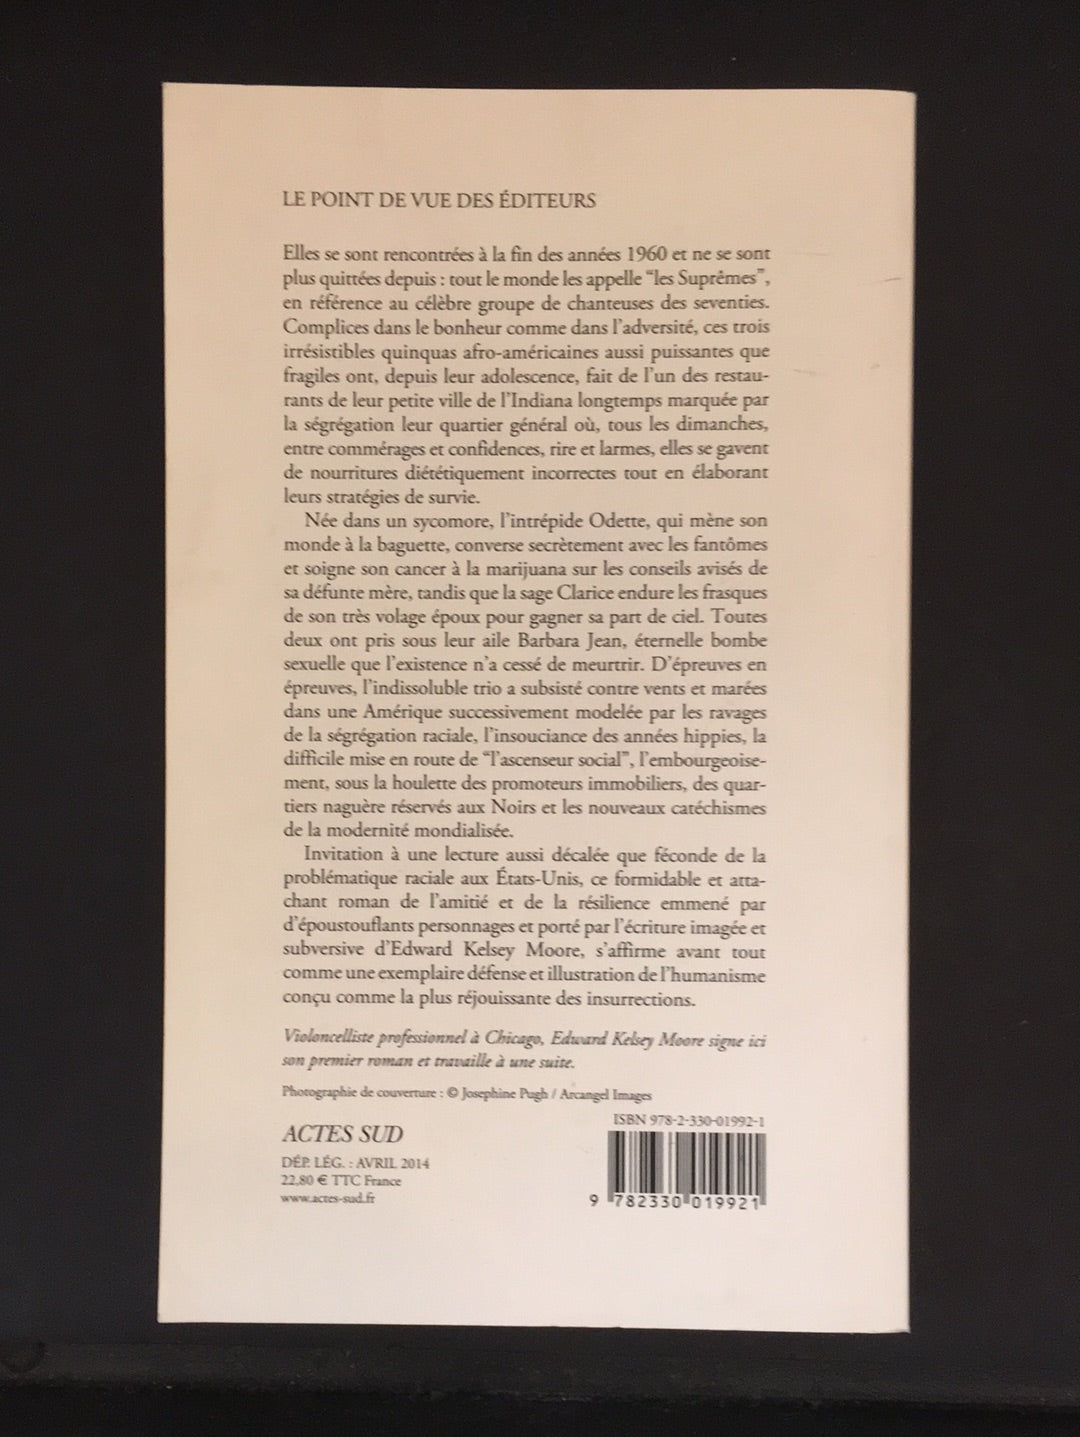 LE POINT DE VUE DES ÉDITEURS
Elles se sont rencontrées à la fin des années 1960 et ne se sont
plus quittées depuis : tout le monde les appelle “les Suprêmes”,
en référence au célèbre groupe de chanteuses des seventies.
Complices dans le bonheur comme dans l’adversité, ces trois
irrésistibles quinquas afro-américaines aussi puissantes que
fragiles ont, depuis leur adolescence, fait de l’un des restau-
rants de leur petite ville de l’Indiana longtemps marquée par
la ségrégation leur quartier général où, tous les dimanches,
entre commérages et confidences, rire et larmes, elles se gavent
de nourritures diététiquement incorrectes tout en élaborant
leurs stratégies de survie.
Née dans un sycomore, l’intrépide Odette, qui mène son
monde à la baguette, converse secrètement avec les fantômes
et soigne son cancer à la marijuana sur les conseils avisés de
sa défunte mère, tandis que la sage Clarice endure les frasques
de son très volage époux pour gagner sa part de ciel. Toutes
deux ont pris sous leur aile Barbara Jean, éternelle bombe
sexuelle que l’existence n’a cessé de meurtrir. D’épreuves en
épreuves, l’indissoluble trio a subsisté contre vents et marées
dans une Amérique successivement modelée par les ravages
de la ségrégation raciale, l’insouciance des années hippies, la
difficile mise en route de “l’ascenseur social”, l’embourgeoise-
ment, sous la houlette des promoteurs immobiliers, des quar-
tiers naguère réservés aux Noirs et les nouveaux catéchismes
de la modernité mondialisée.
Invitation à une lecture aussi décalée que féconde de la
problématique raciale aux États-Unis, ce formidable et atta-
chant roman de l’amitié et de la résilience emmené par
d’époustouflants personnages et porté par l’écriture imagée et
subversive d’Edward Kelsey Moore, s’affirme avant tout
comme une exemplaire défense et illustration de l’humanisme
conçu comme la plus réjouissante des insurrections.
Violoncelliste professionnel à Chicago, Edward Kelsey Moore signe ici
son premier roman et travaille à une suite.
Photographie de couverture : © Josephine Pugh / Arcangel Images
ISBN 978-2-330-01992-1
ACTES SUD
DÉP. LÉG. : AVRIL 2014
22,80 € TTC France
www.actes-sud.fr
9 782330 019921